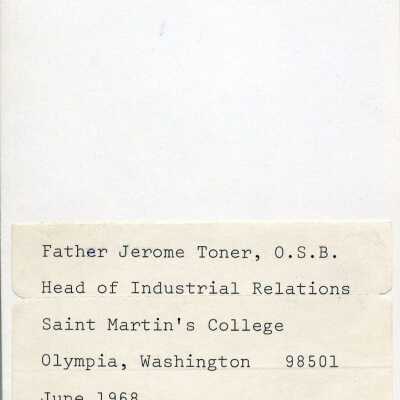 Father Jerome Toner, O.S.B.
Head of Industrial Relations
Saint Martin's College
Olympia, Washington 98501
June 1968